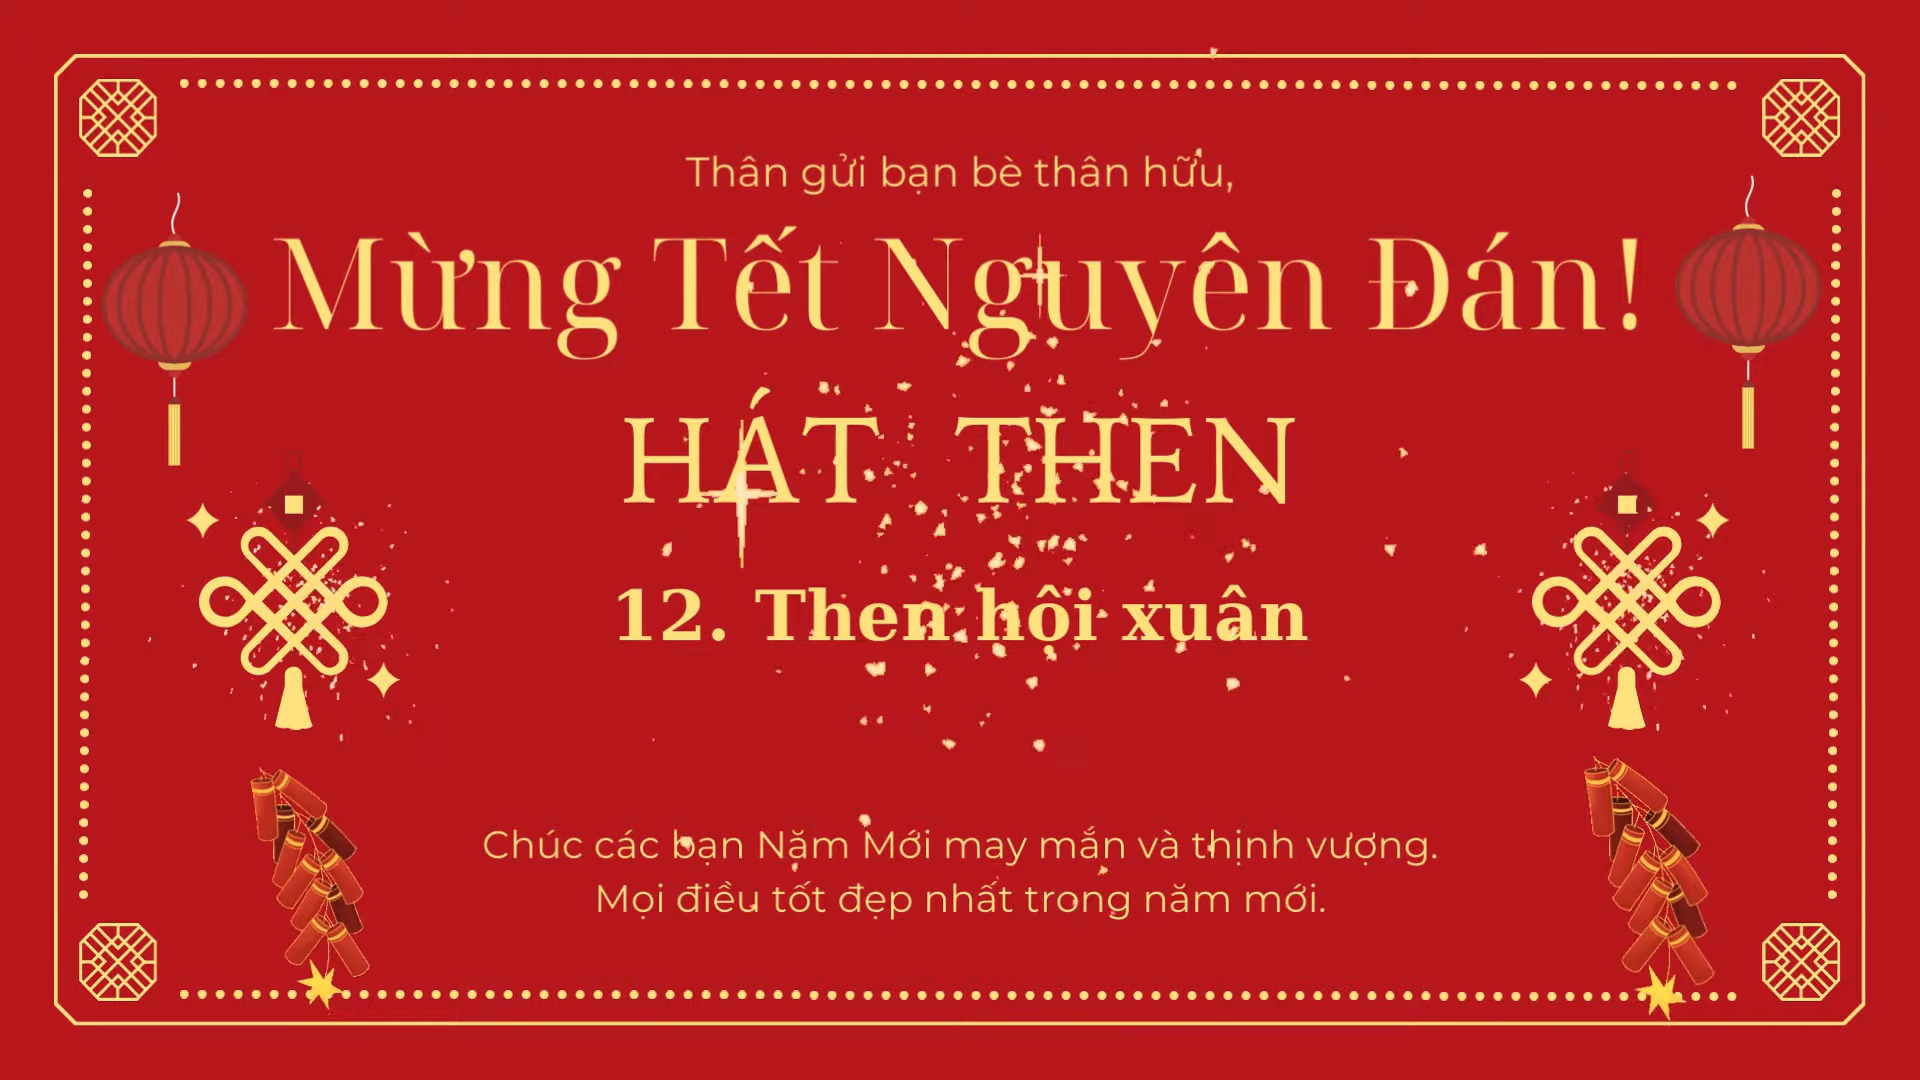 Thân gửi bạn bè thân hữu,
Mừng Tết Nguyên Đán!
HÁT THEN
12. Then hôi xuân
Chúc các bạn Năm Mới may mắn và thịnh vượng.
Mọi điều tốt đẹp nhất trong năm mới.